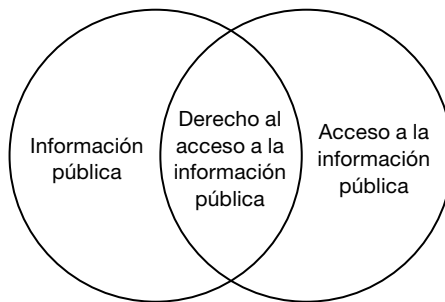 Información
pública
Derecho al
acceso a la
información
pública
Acceso a la
información
pública